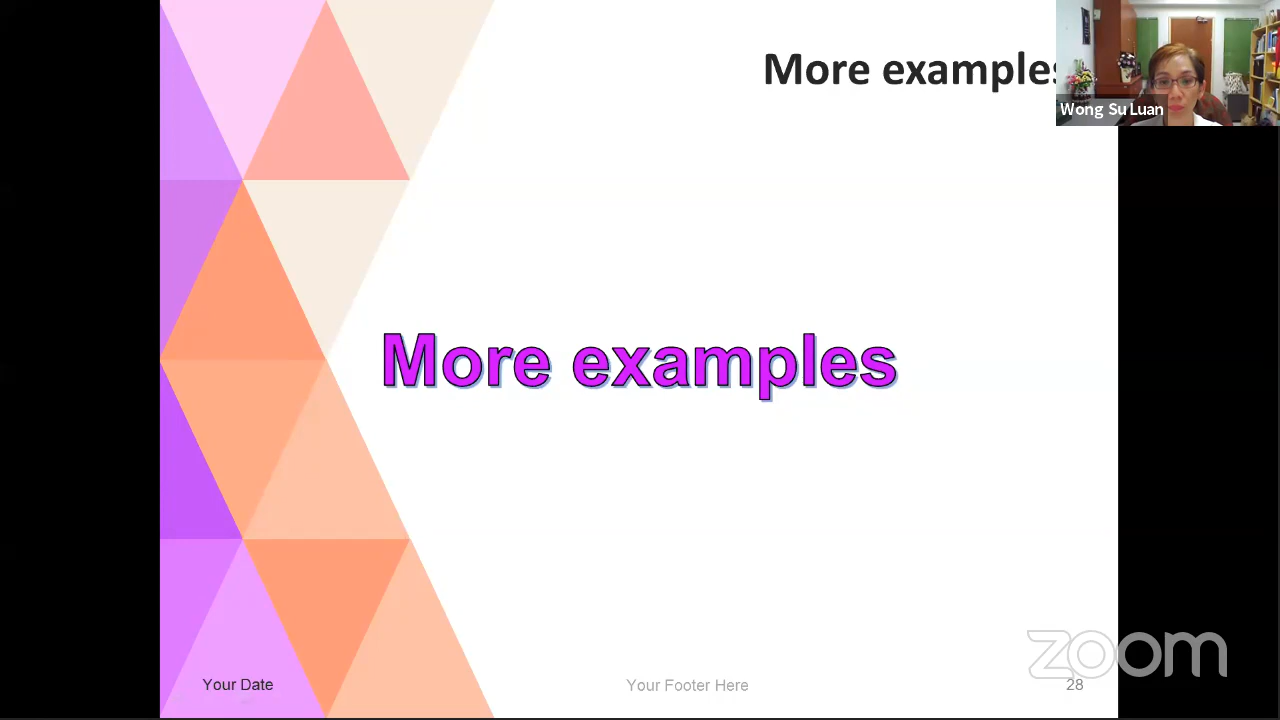 More examples
Wong Su Luan
More examples
zoom
Your Date
Your Footer Here
28